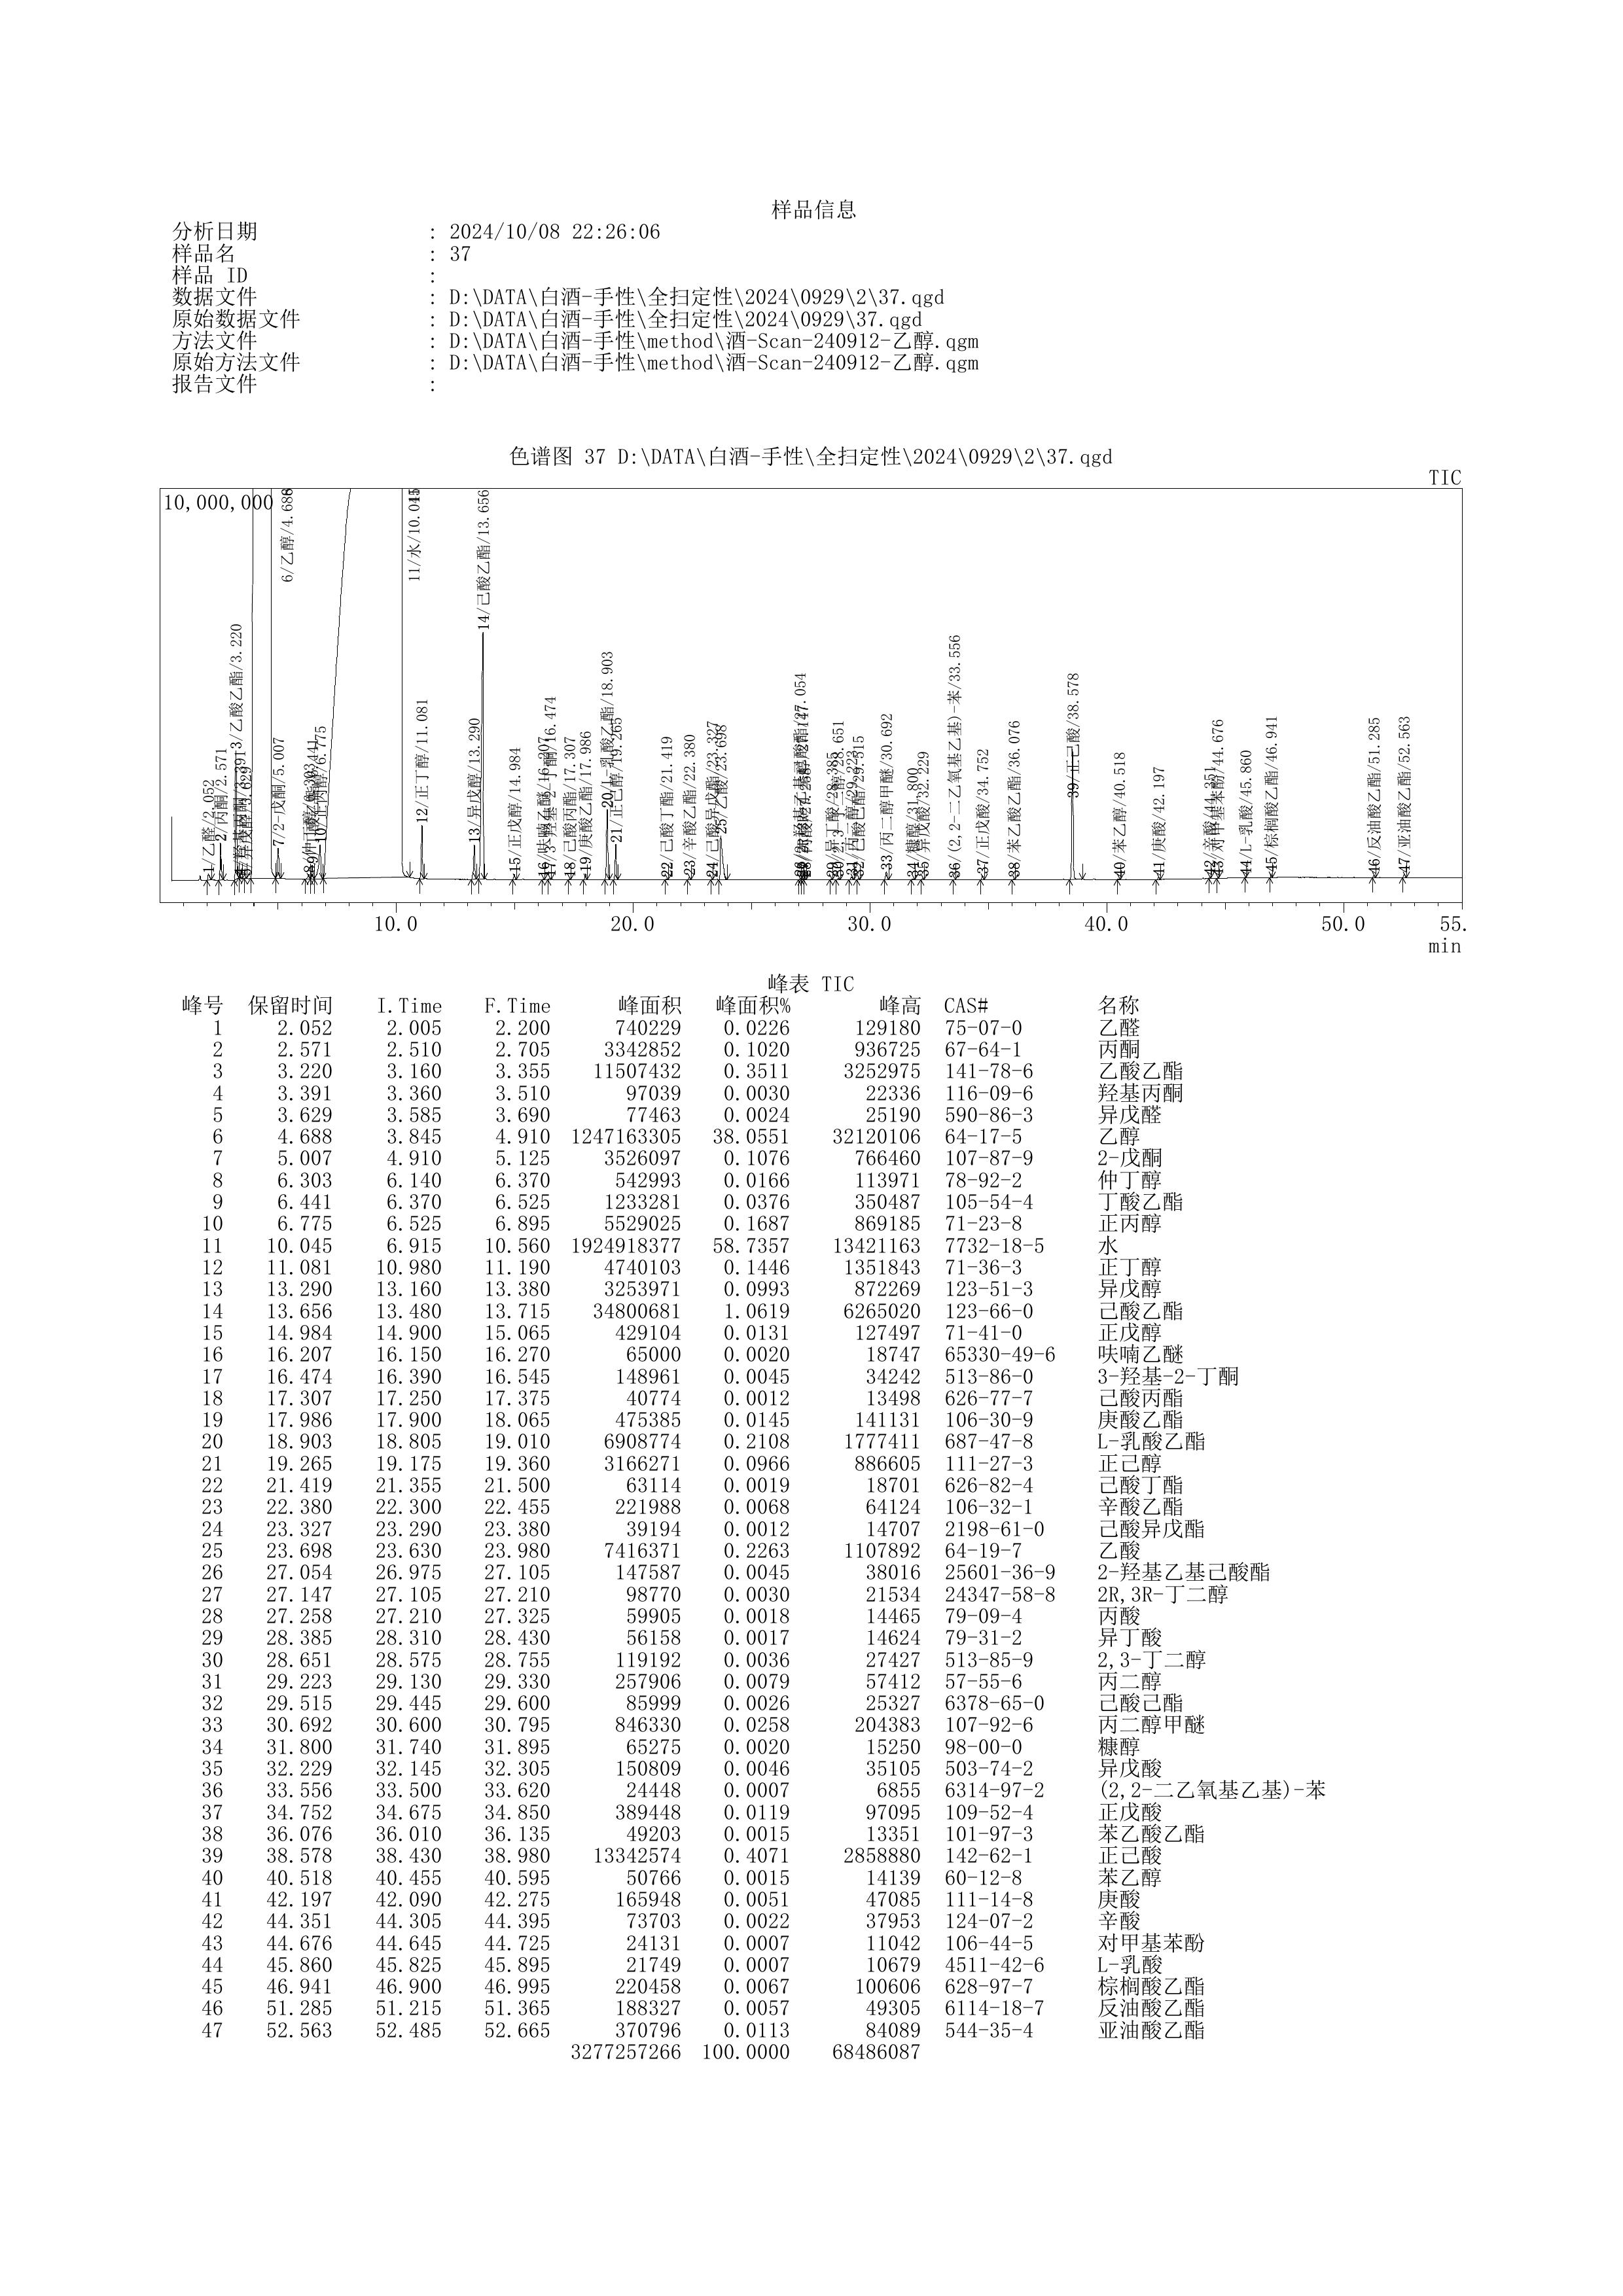 样品信息
分析日期 : 2024/10/08 22:26:06
样品名 : 37
样品 ID :
数据文件 : D:\DATA\白酒-手性\全扫定性\2024\0929\2\37.qgd
原始数据文件 : D:\DATA\白酒-手性\全扫定性\2024\0929\37.qgd
方法文件 : D:\DATA\白酒-手性\method\酒-Scan-240912-乙醇.qgm
原始方法文件 : D:\DATA\白酒-手性\method\酒-Scan-240912-乙醇.qgm
报告文件 :
色谱图 37 D:\DATA\白酒-手性\全扫定性\2024\0929\2\37.qgd
TIC
10,000,000
1/乙醛/2.052
2/丙酮/2.571
3/乙酸乙酯/3.220
6/乙醇/4.688
7/2-戊酮/5.007
10/正丙醇/6.775
11/水/10.045
12/正丁醇/11.081
13/异戊醇/13.290
14/己酸乙酯/13.656
15/正戊醇/14.984
18/己酸丙酯/17.307
19/庚酸乙酯/17.986
20/L-乳酸乙酯/18.903
21/正己醇/19.265
22/己酸丁酯/21.419
23/辛酸乙酯/22.380
24/己酸异戊酯/23.327
25/乙酸/23.698
32/己酸己酯/29.515
33/丙二醇甲醚/30.692
34/糠醇/31.800
35/异戊酸/32.229
36/(2,2-二乙氧基乙基)-苯/33.556
37/正戊酸/34.752
38/苯乙酸乙酯/36.076
39/正己酸/38.578
40/苯乙醇/40.518
41/庚酸/42.197
42/辛酸/44.351
43/对甲基苯酚/44.676
44/L-乳酸/45.860
45/棕榈酸乙酯/46.941
46/反油酸乙酯/51.285
47/亚油酸乙酯/52.563
10.0 20.0 30.0 40.0 50.0 55.
min
峰表 TIC
峰号 保留时间 I.Time F.Time 峰面积 峰面积% 峰高 CAS# 名称
1 2.052 2.005 2.200 740229 0.0226 129180 75-07-0 乙醛
2 2.571 2.510 2.705 3342852 0.1020 936725 67-64-1 丙酮
3 3.220 3.160 3.355 11507432 0.3511 3252975 141-78-6 乙酸乙酯
4 3.391 3.360 3.510 97039 0.0030 22336 116-09-6 羟基丙酮
5 3.629 3.585 3.690 77463 0.0024 25190 590-86-3 异戊醛
6 4.688 3.845 4.910 1247163305 38.0551 32120106 64-17-5 乙醇
7 5.007 4.910 5.125 3526097 0.1076 766460 107-87-9 2-戊酮
8 6.303 6.140 6.370 542993 0.0166 113971 78-92-2 仲丁醇
9 6.441 6.370 6.525 1233281 0.0376 350487 105-54-4 丁酸乙酯
10 6.775 6.525 6.895 5529025 0.1687 869185 71-23-8 正丙醇
11 10.045 6.915 10.560 1924918377 58.7357 13421163 7732-18-5 水
12 11.081 10.980 11.190 4740103 0.1446 1351843 71-36-3 正丁醇
13 13.290 13.160 13.380 3253971 0.0993 872269 123-51-3 异戊醇
14 13.656 13.480 13.715 34800681 1.0619 6265020 123-66-0 己酸乙酯
15 14.984 14.900 15.065 429104 0.0131 127497 71-41-0 正戊醇
16 16.207 16.150 16.270 65000 0.0020 18747 65330-49-6 呋喃乙醚
17 16.474 16.390 16.545 148961 0.0045 34242 513-86-0 3-羟基-2-丁酮
18 17.307 17.250 17.375 40774 0.0012 13498 626-77-7 己酸丙酯
19 17.986 17.900 18.065 475385 0.0145 141131 106-30-9 庚酸乙酯
20 18.903 18.805 19.010 6908774 0.2108 1777411 687-47-8 L-乳酸乙酯
21 19.265 19.175 19.360 3166271 0.0966 886605 111-27-3 正己醇
22 21.419 21.355 21.500 63114 0.0019 18701 626-82-4 己酸丁酯
23 22.380 22.300 22.455 221988 0.0068 64124 106-32-1 辛酸乙酯
24 23.327 23.290 23.380 39194 0.0012 14707 2198-61-0 己酸异戊酯
25 23.698 23.630 23.980 7416371 0.2263 1107892 64-19-7 乙酸
26 27.054 26.975 27.105 147587 0.0045 38016 25601-36-9 2-羟基乙基己酸酯
27 27.147 27.105 27.210 98770 0.0030 21534 24347-58-8 2R,3R-丁二醇
28 27.258 27.210 27.325 59905 0.0018 14465 79-09-4 丙酸
29 28.385 28.310 28.430 56158 0.0017 14624 79-31-2 异丁酸
30 28.651 28.575 28.755 119192 0.0036 27427 513-85-9 2,3-丁二醇
31 29.223 29.130 29.330 257906 0.0079 57412 57-55-6 丙二醇
32 29.515 29.445 29.600 85999 0.0026 25327 6378-65-0 己酸己酯
33 30.692 30.600 30.795 846330 0.0258 204383 107-92-6 丙二醇甲醚
34 31.800 31.740 31.895 65275 0.0020 15250 98-00-0 糠醇
35 32.229 32.145 32.305 150809 0.0046 35105 503-74-2 异戊酸
36 33.556 33.500 33.620 24448 0.0007 6855 6314-97-2 (2,2-二乙氧基乙基)-苯
37 34.752 34.675 34.850 389448 0.0119 97095 109-52-4 正戊酸
38 36.076 36.010 36.135 49203 0.0015 13351 101-97-3 苯乙酸乙酯
39 38.578 38.430 38.980 13342574 0.4071 2858880 142-62-1 正己酸
40 40.518 40.455 40.595 50766 0.0015 14139 60-12-8 苯乙醇
41 42.197 42.090 42.275 165948 0.0051 47085 111-14-8 庚酸
42 44.351 44.305 44.395 73703 0.0022 37953 124-07-2 辛酸
43 44.676 44.645 44.725 24131 0.0007 11042 106-44-5 对甲基苯酚
44 45.860 45.825 45.895 21749 0.0007 10679 4511-42-6 L-乳酸
45 46.941 46.900 46.995 220458 0.0067 100606 628-97-7 棕榈酸乙酯
46 51.285 51.215 51.365 188327 0.0057 49305 6114-18-7 反油酸乙酯
47 52.563 52.485 52.665 370796 0.0113 84089 544-35-4 亚油酸乙酯
3277257266 100.0000 68486087